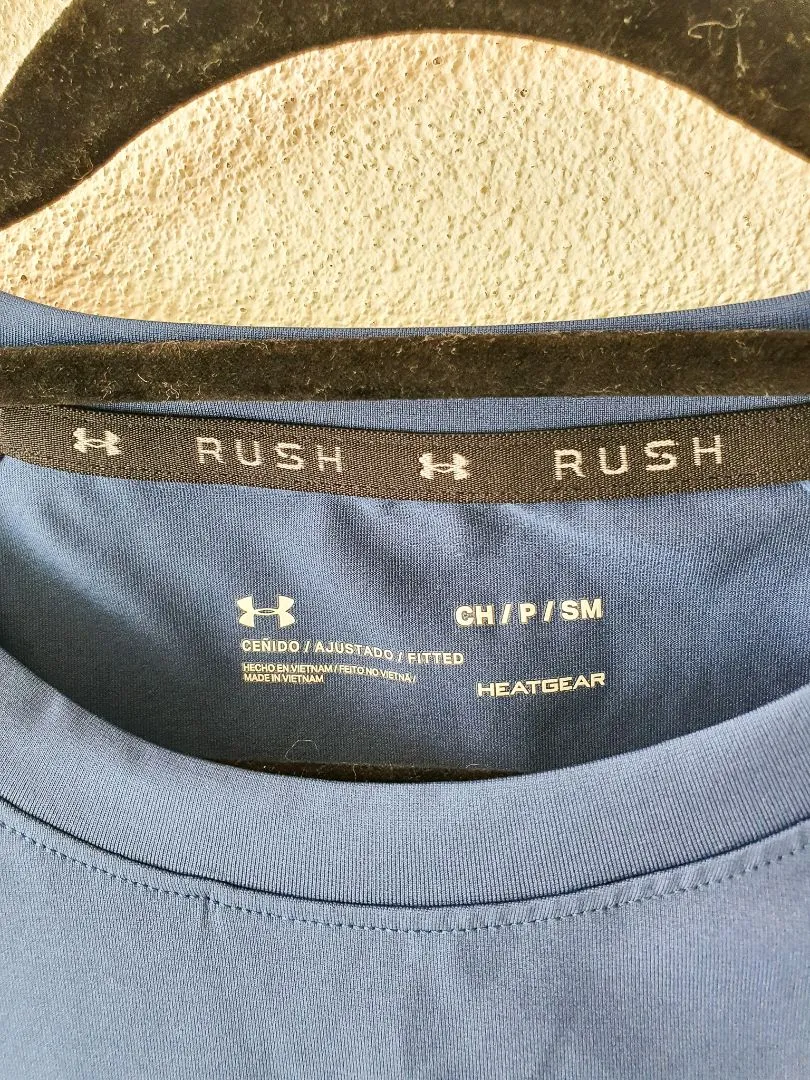 RUSH RUSH
CH / P / SM
CEÑIDO / AJUSTADO / FITTED
HECHO EN VIETNAM / FEITO NO VIETNÃ /
MADE IN VIETNAM
HEATGEAR